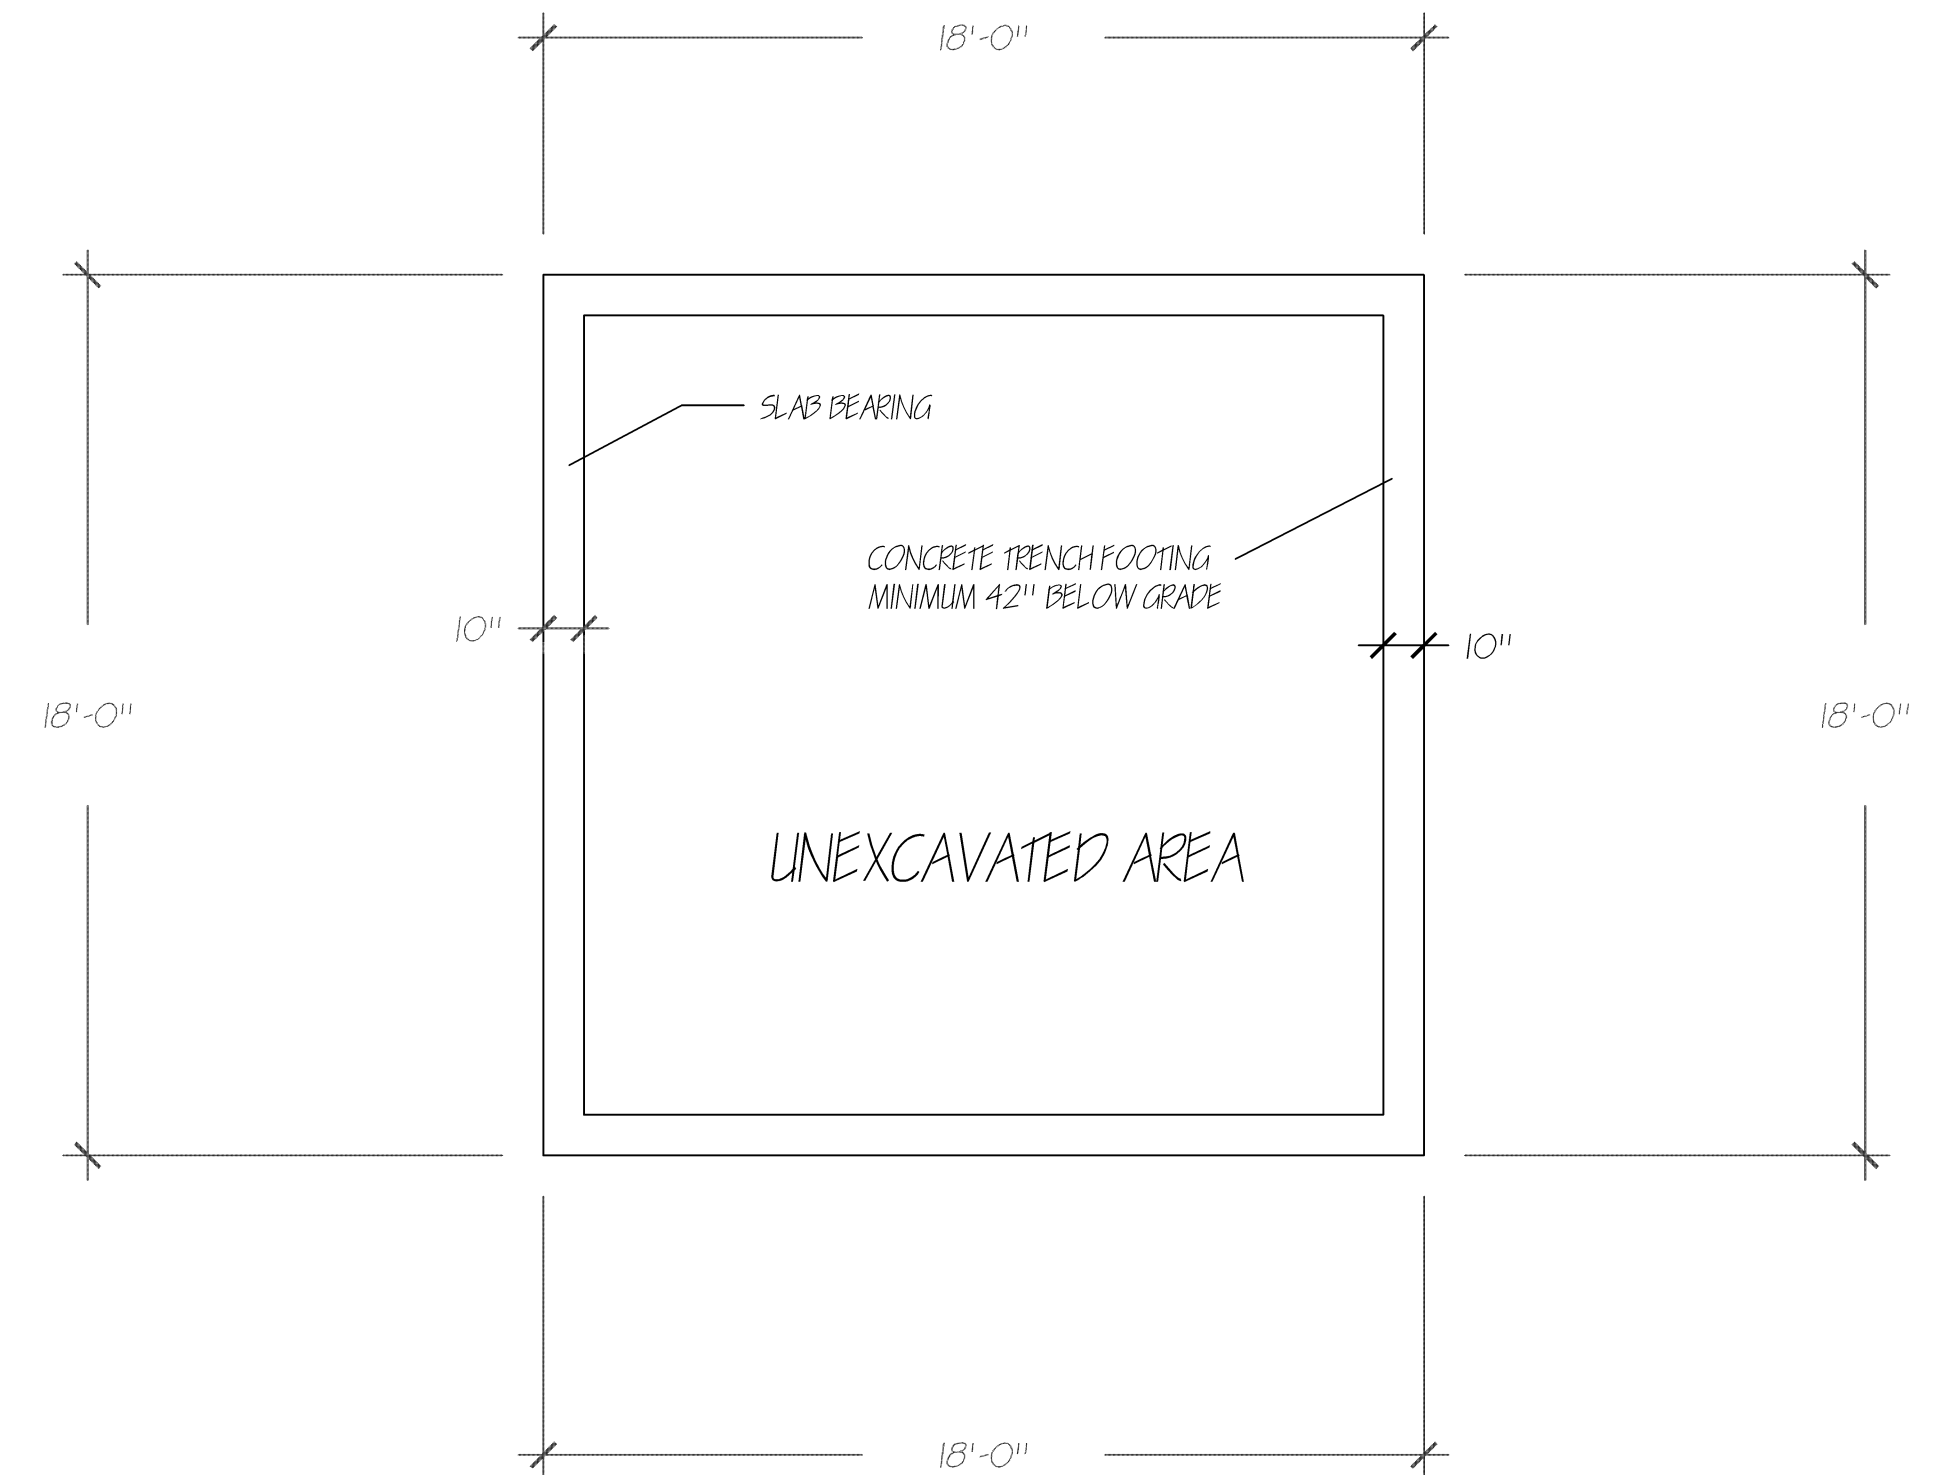 18'-0"
SLAB BEARING
CONCRETE TRENCH FOOTING
MINIMUM 42" BELOW GRADE
10"
10"
18'-0"
18'-0"
UNEXCAVATED AREA
18'-0"